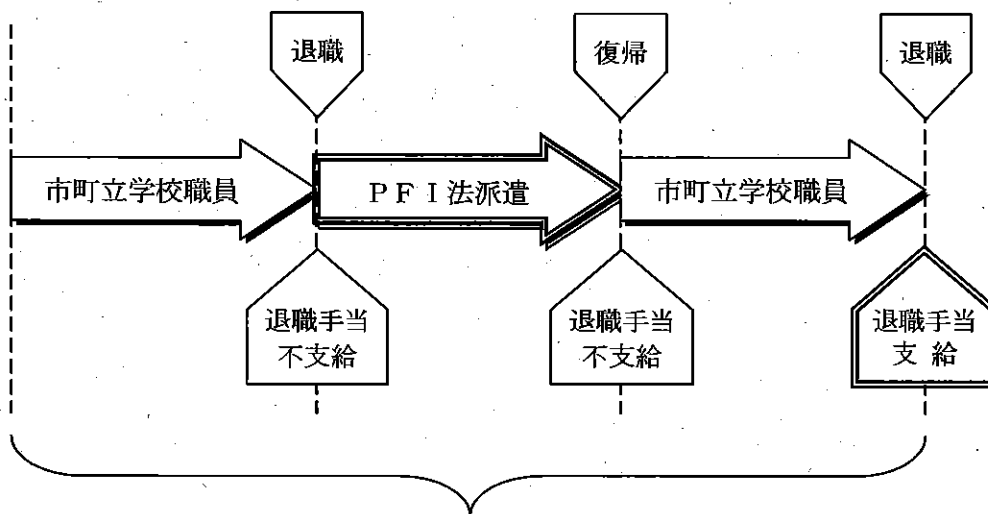 退職
復帰
退職
市町立学校職員
PFI法派遣
市町立学校職員
退職手当
不支給
退職手当
不支給
退職手当
支給